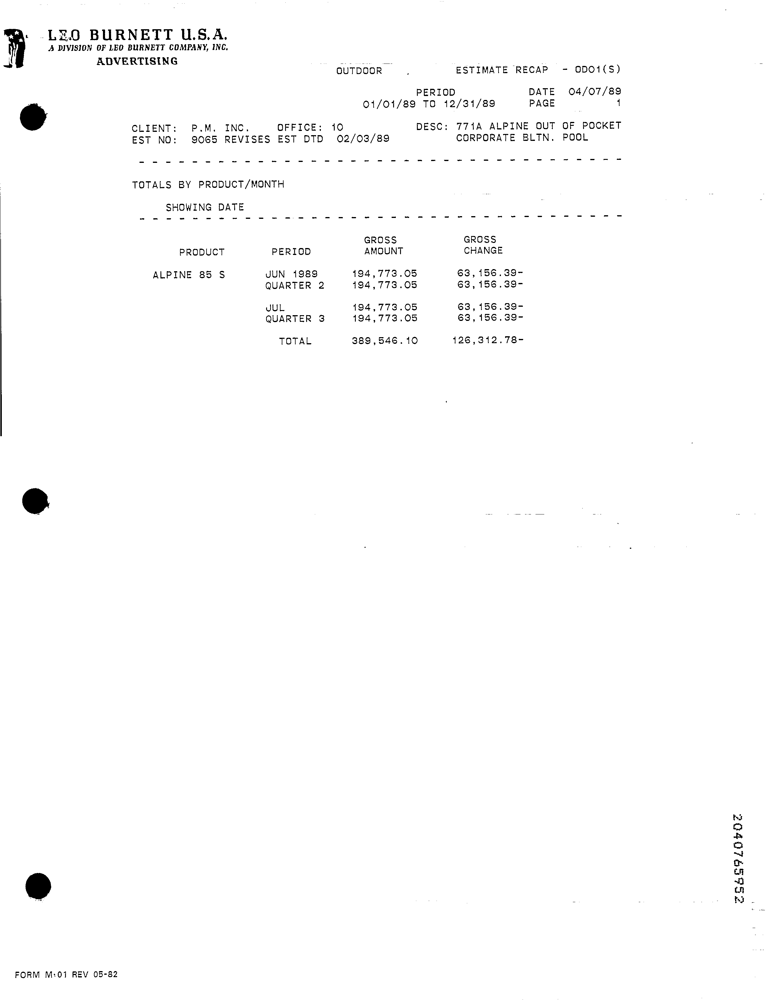 LEO BURNETT U.S.A.
A DIVISION OF LEO BURNETT COMPANY, INC.
ADVERTISING
OUTDOOR ESTIMATE RECAP - ODO1(S)
PERIOD DATE 04/07/89
01/01/89 TO 12/31/89 PAGE 1
CLIENT: P.M. INC. OFFICE: 10 DESC: 771A ALPINE OUT OF POCKET
EST NO: 9065 REVISES EST DTD 02/03/89 CORPORATE BLTN. POOL
TOTALS BY PRODUCT/MONTH
SHOWING DATE
GROSS GROSS
PRODUCT PERIOD AMOUNT CHANGE
ALPINE 85 S JUN 1989 194,773.05 63,156.39-
QUARTER 2 194,773.05 63,156.39-
JUL 194,773.05 63,156.39-
QUARTER 3 194,773.05 63,156.39-
TOTAL 389,546.10 126,312.78-
2040765952
FORM M-01 REV 05-82